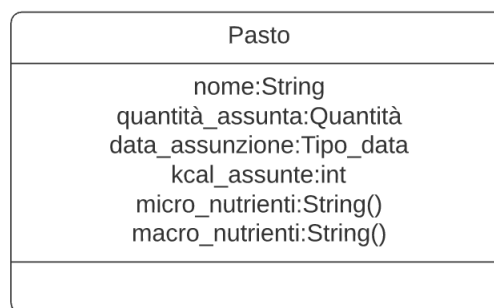 Pasto
nome:String
quantità_assunta:Quantità
data_assunzione:Tipo_data
kcal_assunte:int
micro_nutrienti:String()
macro_nutrienti:String()